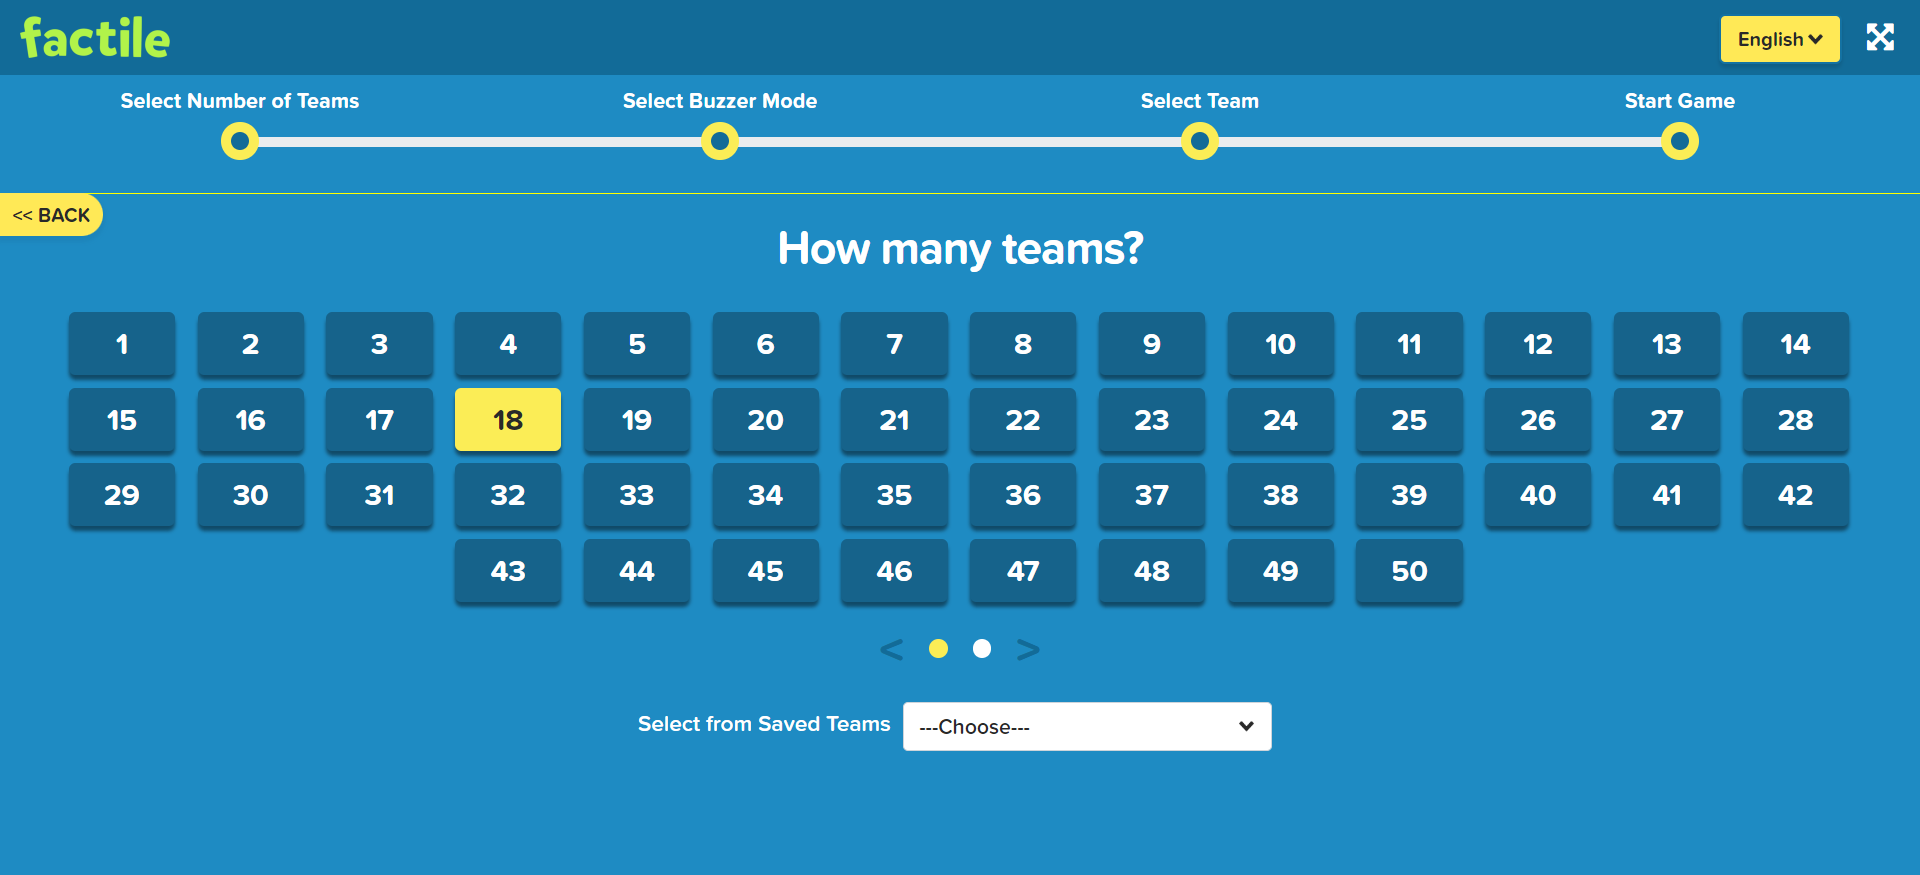 factile
English
Select Number of Teams Select Buzzer Mode Select Team Start Game
<< BACK
How many teams?
1 2 3 4 5 6 7 8 9 10 11 12 13 14
15 16 17 18 19 20 21 22 23 24 25 26 27 28
29 30 31 32 33 34 35 36 37 38 39 40 41 42
43 44 45 46 47 48 49 50
< >
Select from Saved Teams ---Choose---